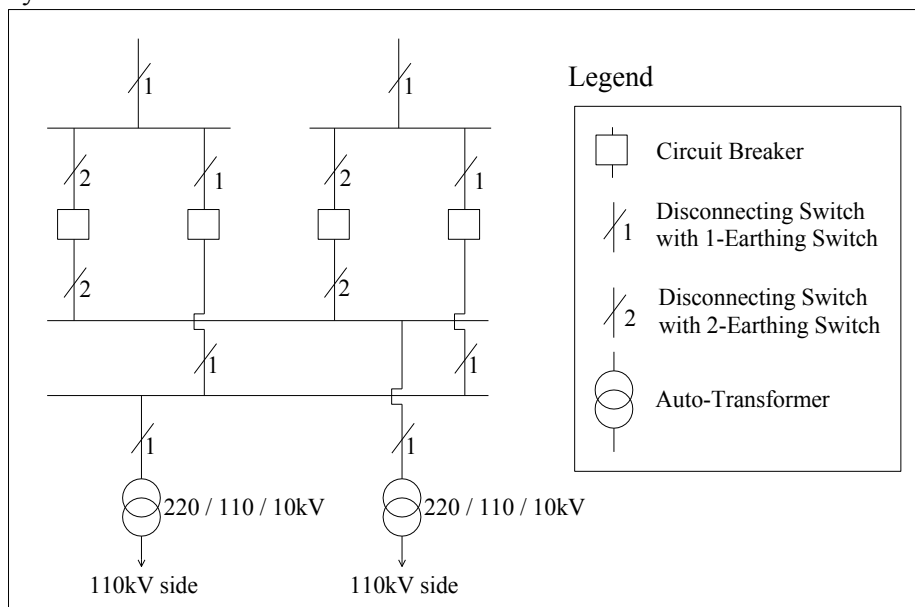 1
1
2
1
2
1
2
2
1
1
1
1
220 / 110 / 10kV
220 / 110 / 10kV
110kV side
110kV side
Legend
Circuit Breaker
1
Disconnecting Switch
with 1-Earthing Switch
2
Disconnecting Switch
with 2-Earthing Switch
Auto-Transformer